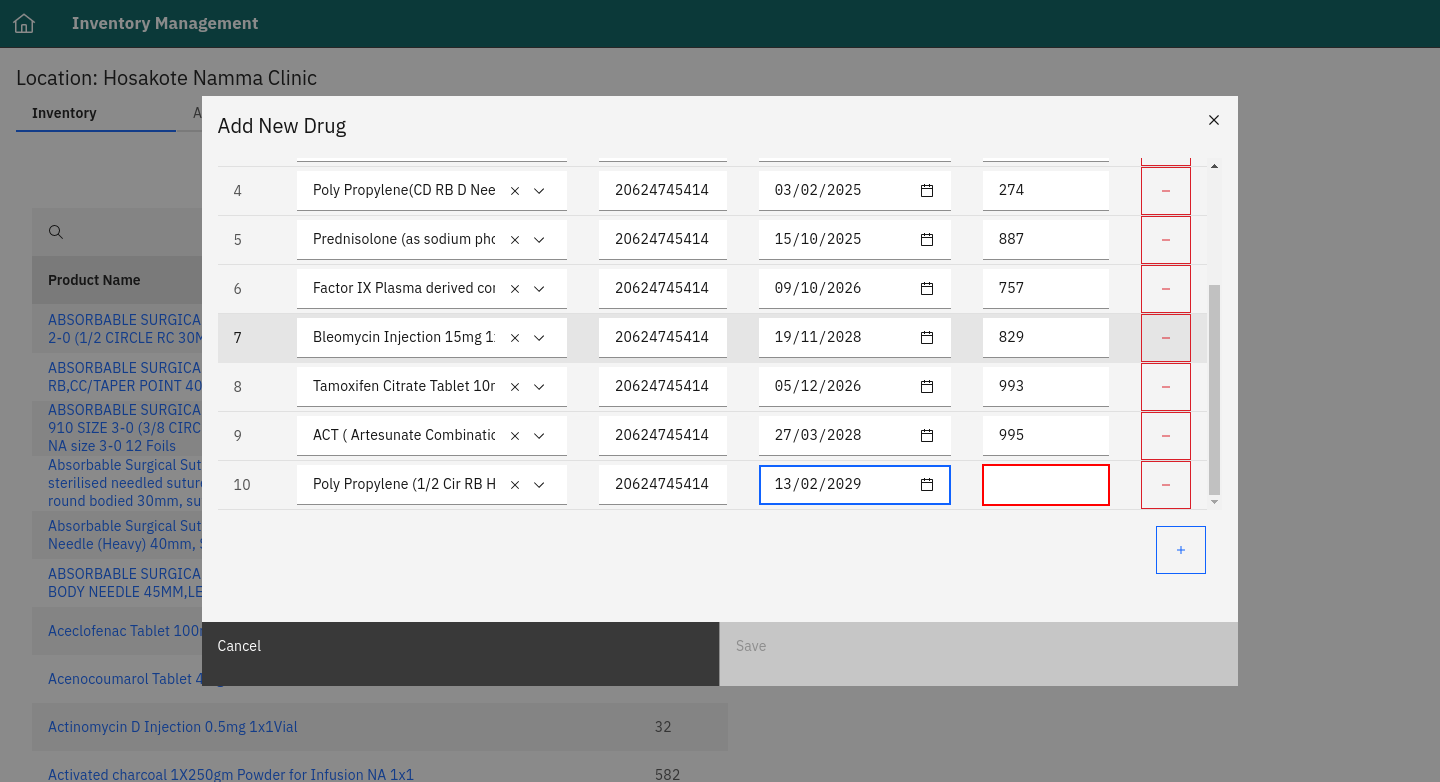 Inventory Management
Location: Hosakote Namma Clinic
Inventory
A
Add New Drug
4 Poly Propylene(CD RB D Nee 20624745414 03/02/2025 274
5 Prednisolone (as sodium pho 20624745414 15/10/2025 887
6 Factor IX Plasma derived cor 20624745414 09/10/2026 757
7 Bleomycin Injection 15mg 1: 20624745414 19/11/2028 829
8 Tamoxifen Citrate Tablet 10r 20624745414 05/12/2026 993
9 ACT ( Artesunate Combinatic 20624745414 27/03/2028 995
10 Poly Propylene (1/2 Cir RB H 20624745414 13/02/2029
+
Cancel
Save
Product Name
ABSORBABLE SURGICA
2-0 (1/2 CIRCLE RC 30M
ABSORBABLE SURGICA
RB,CC/TAPER POINT 40
ABSORBABLE SURGICA
910 SIZE 3-0 (3/8 CIRC
NA size 3-0 12 Foils
Absorbable Surgical Sut
sterilised needled suture
round bodied 30mm, su
Absorbable Surgical Sut
Needle (Heavy) 40mm, S
ABSORBABLE SURGICA
BODY NEEDLE 45MM,LE
Aceclofenac Tablet 100m
Acenocoumarol Tablet 4
Actinomycin D Injection 0.5mg 1x1Vial 32
Activated charcoal 1X250gm Powder for Infusion NA 1x1 582